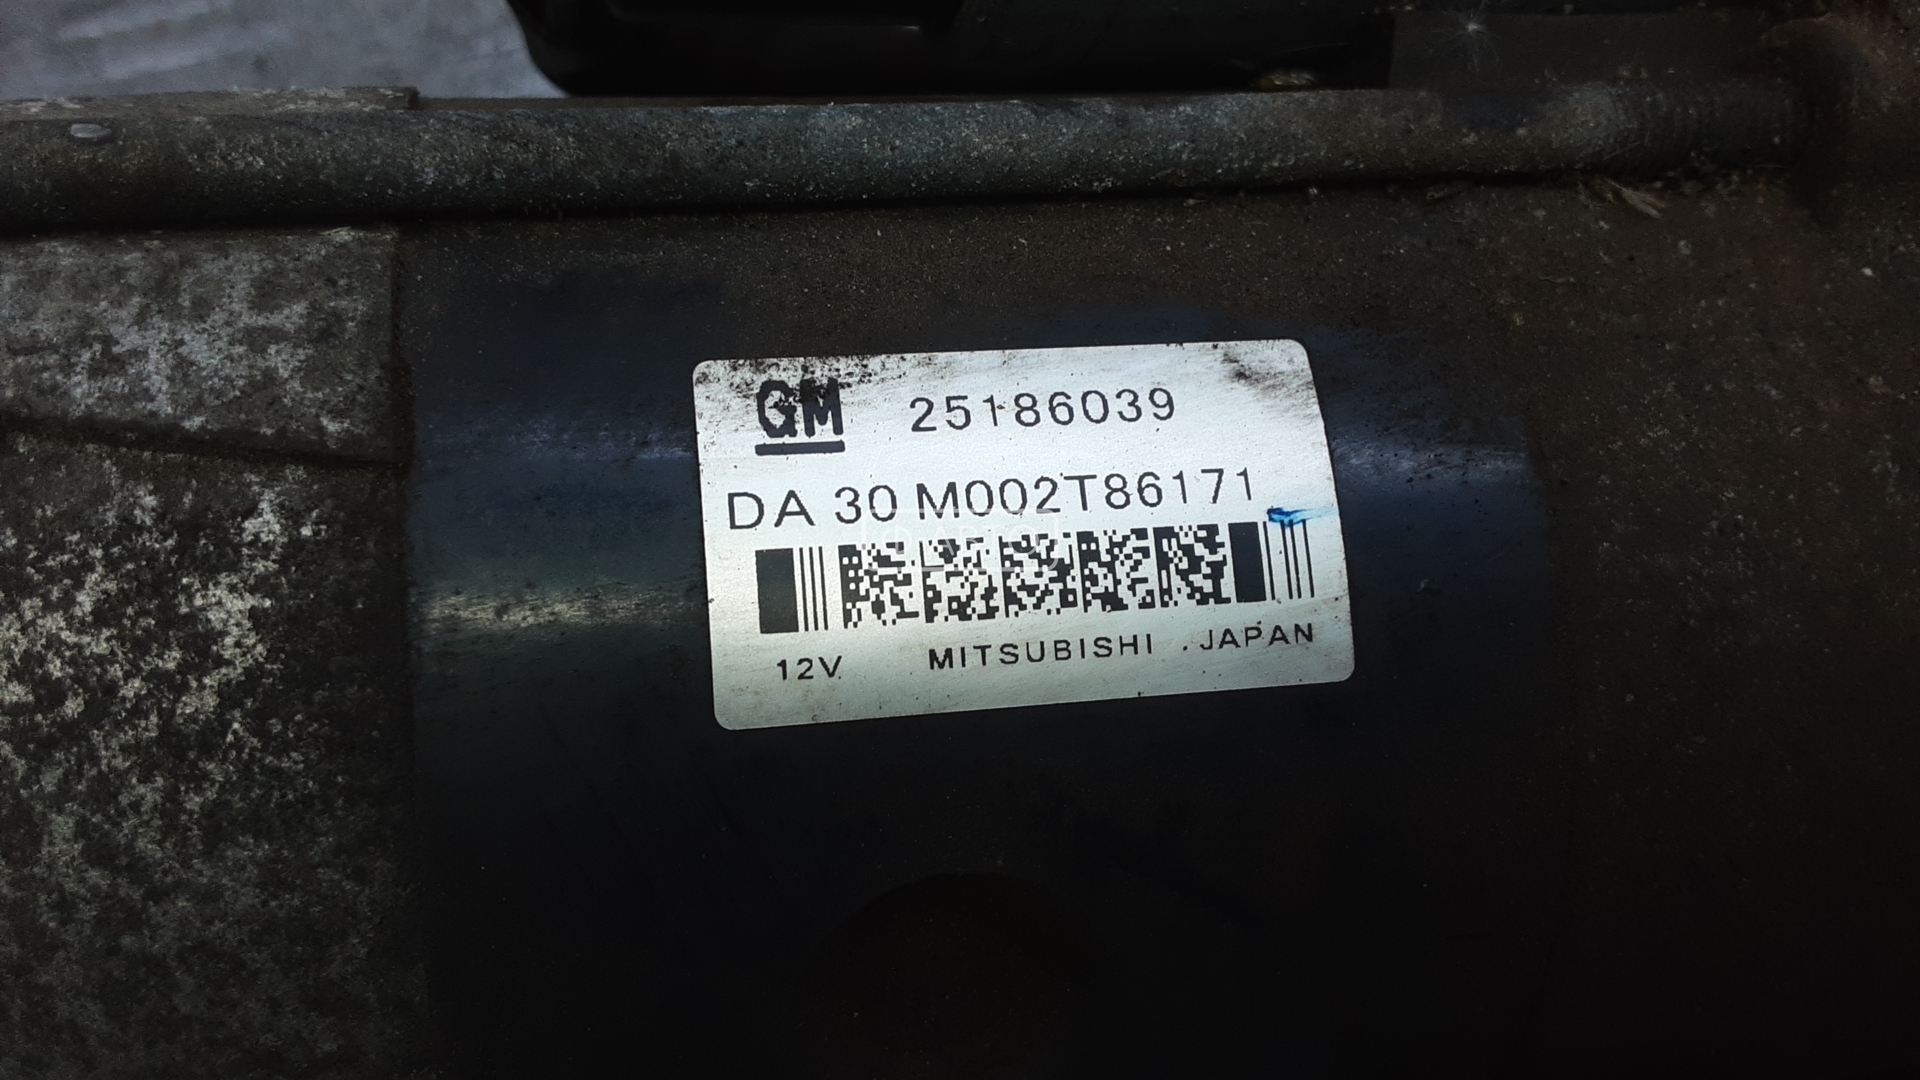 GM 25186039
DA 30 M002T86171
12V MITSUBISHI .JAPAN